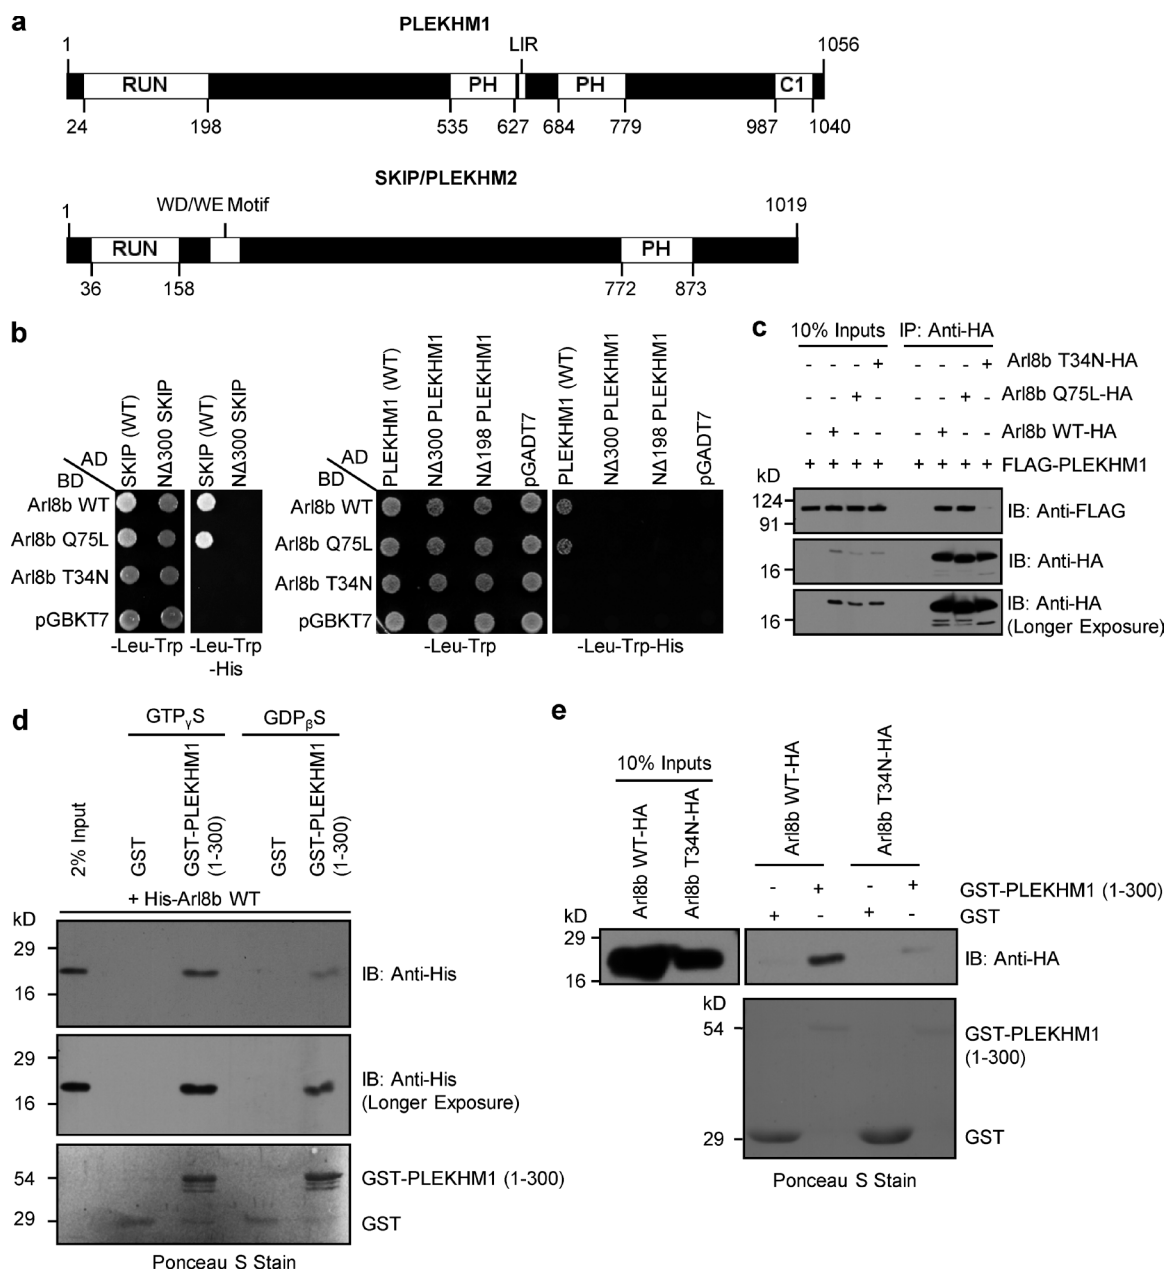 a
PLEKHM1
1
LIR
1056
RUN
PH
PH
C1
24
198
535
627
684
779
987
1040
SKIP/PLEKHM2
1
WD/WE Motif
1019
RUN
PH
36
158
772
873
b
AD
BD
SKIP (WT)
NΔ300 SKIP
SKIP (WT)
NΔ300 SKIP
Arl8b WT
Arl8b Q75L
Arl8b T34N
pGBKT7
-Leu-Trp
-Leu-Trp
-His
AD
BD
PLEKHM1 (WT)
NΔ300 PLEKHM1
NΔ198 PLEKHM1
pGADT7
PLEKHM1 (WT)
NΔ300 PLEKHM1
NΔ198 PLEKHM1
pGADT7
Arl8b WT
Arl8b Q75L
Arl8b T34N
pGBKT7
-Leu-Trp
-Leu-Trp-His
c
10% Inputs
IP: Anti-HA
- - - + - - - + Arl8b T34N-HA
- - + - - - + - Arl8b Q75L-HA
- + - - - + - - Arl8b WT-HA
+ + + + + + + + FLAG-PLEKHM1
kD
124
91
IB: Anti-FLAG
16
IB: Anti-HA
16
IB: Anti-HA
(Longer Exposure)
d
GTPγS
GDPβS
2% Input
GST
GST-PLEKHM1
(1-300)
GST
GST-PLEKHM1
(1-300)
+ His-Arl8b WT
kD
29
16
IB: Anti-His
29
16
IB: Anti-His
(Longer Exposure)
54
GST-PLEKHM1 (1-300)
29
GST
Ponceau S Stain
e
10% Inputs
Arl8b WT-HA
Arl8b T34N-HA
Arl8b WT-HA
Arl8b T34N-HA
- + - + GST-PLEKHM1 (1-300)
+ - + - GST
kD
29
16
IB: Anti-HA
kD
54
GST-PLEKHM1
(1-300)
29
GST
Ponceau S Stain